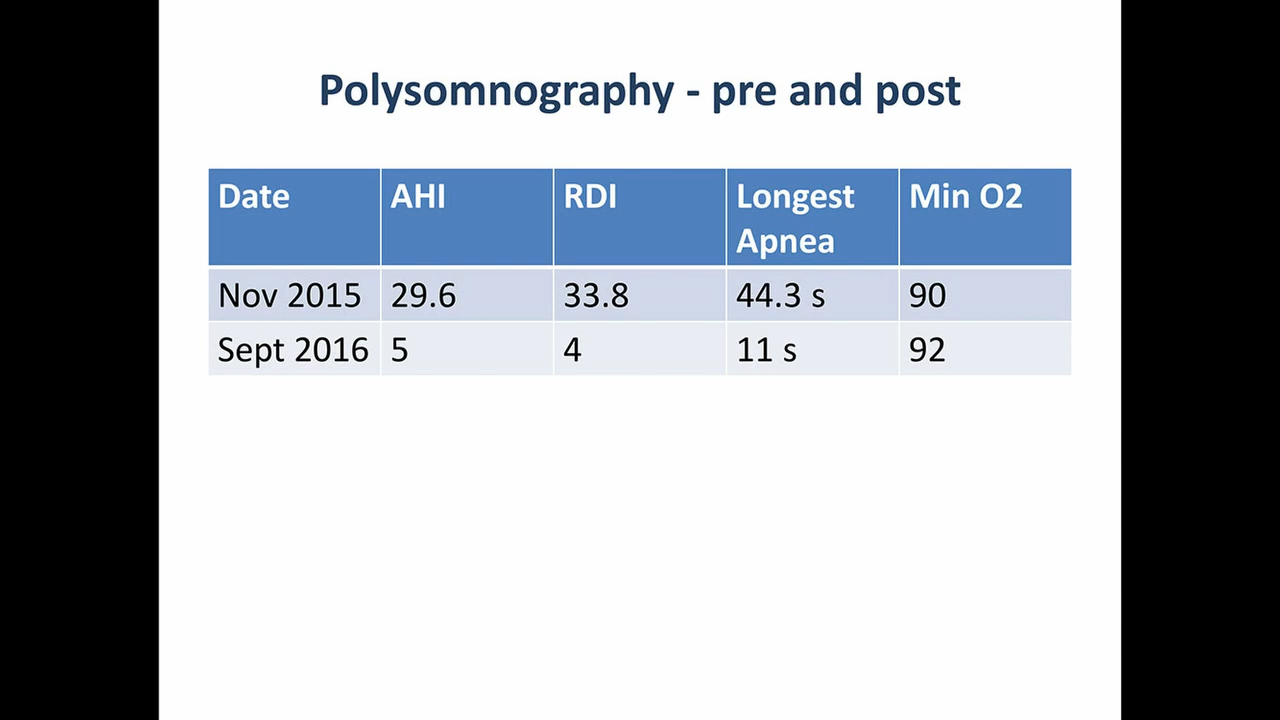 Polysomnography - pre and post
Date AHI RDI Longest Apnea Min O2
Nov 2015 29.6 33.8 44.3 s 90
Sept 2016 5 4 11 s 92